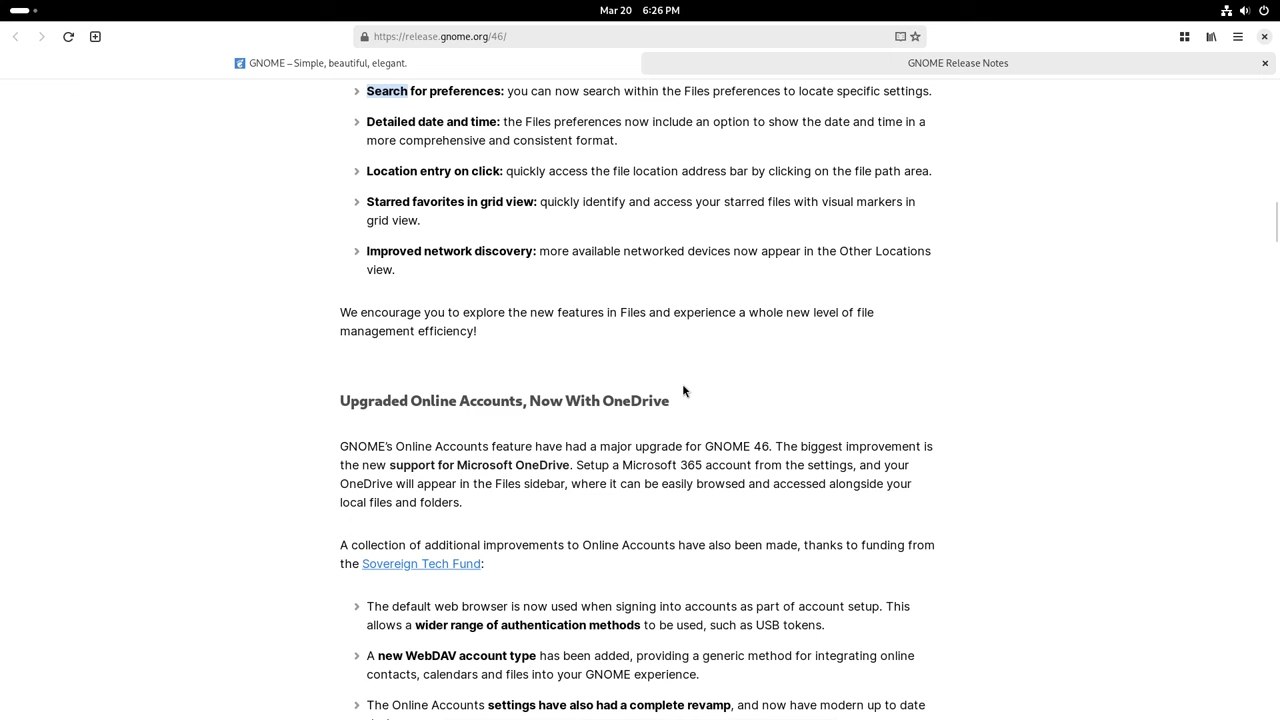 Mar 20 6:26 PM
https://release.gnome.org/46/
GNOME – Simple, beautiful, elegant.
GNOME Release Notes
Search for preferences: you can now search within the Files preferences to locate specific settings.
Detailed date and time: the Files preferences now include an option to show the date and time in a
more comprehensive and consistent format.
Location entry on click: quickly access the file location address bar by clicking on the file path area.
Starred favorites in grid view: quickly identify and access your starred files with visual markers in
grid view.
Improved network discovery: more available networked devices now appear in the Other Locations
view.
We encourage you to explore the new features in Files and experience a whole new level of file
management efficiency!
Upgraded Online Accounts, Now With OneDrive
GNOME’s Online Accounts feature have had a major upgrade for GNOME 46. The biggest improvement is
the new support for Microsoft OneDrive. Setup a Microsoft 365 account from the settings, and your
OneDrive will appear in the Files sidebar, where it can be easily browsed and accessed alongside your
local files and folders.
A collection of additional improvements to Online Accounts have also been made, thanks to funding from
the Sovereign Tech Fund:
The default web browser is now used when signing into accounts as part of account setup. This
allows a wider range of authentication methods to be used, such as USB tokens.
A new WebDAV account type has been added, providing a generic method for integrating online
contacts, calendars and files into your GNOME experience.
The Online Accounts settings have also had a complete revamp, and now have modern up to date